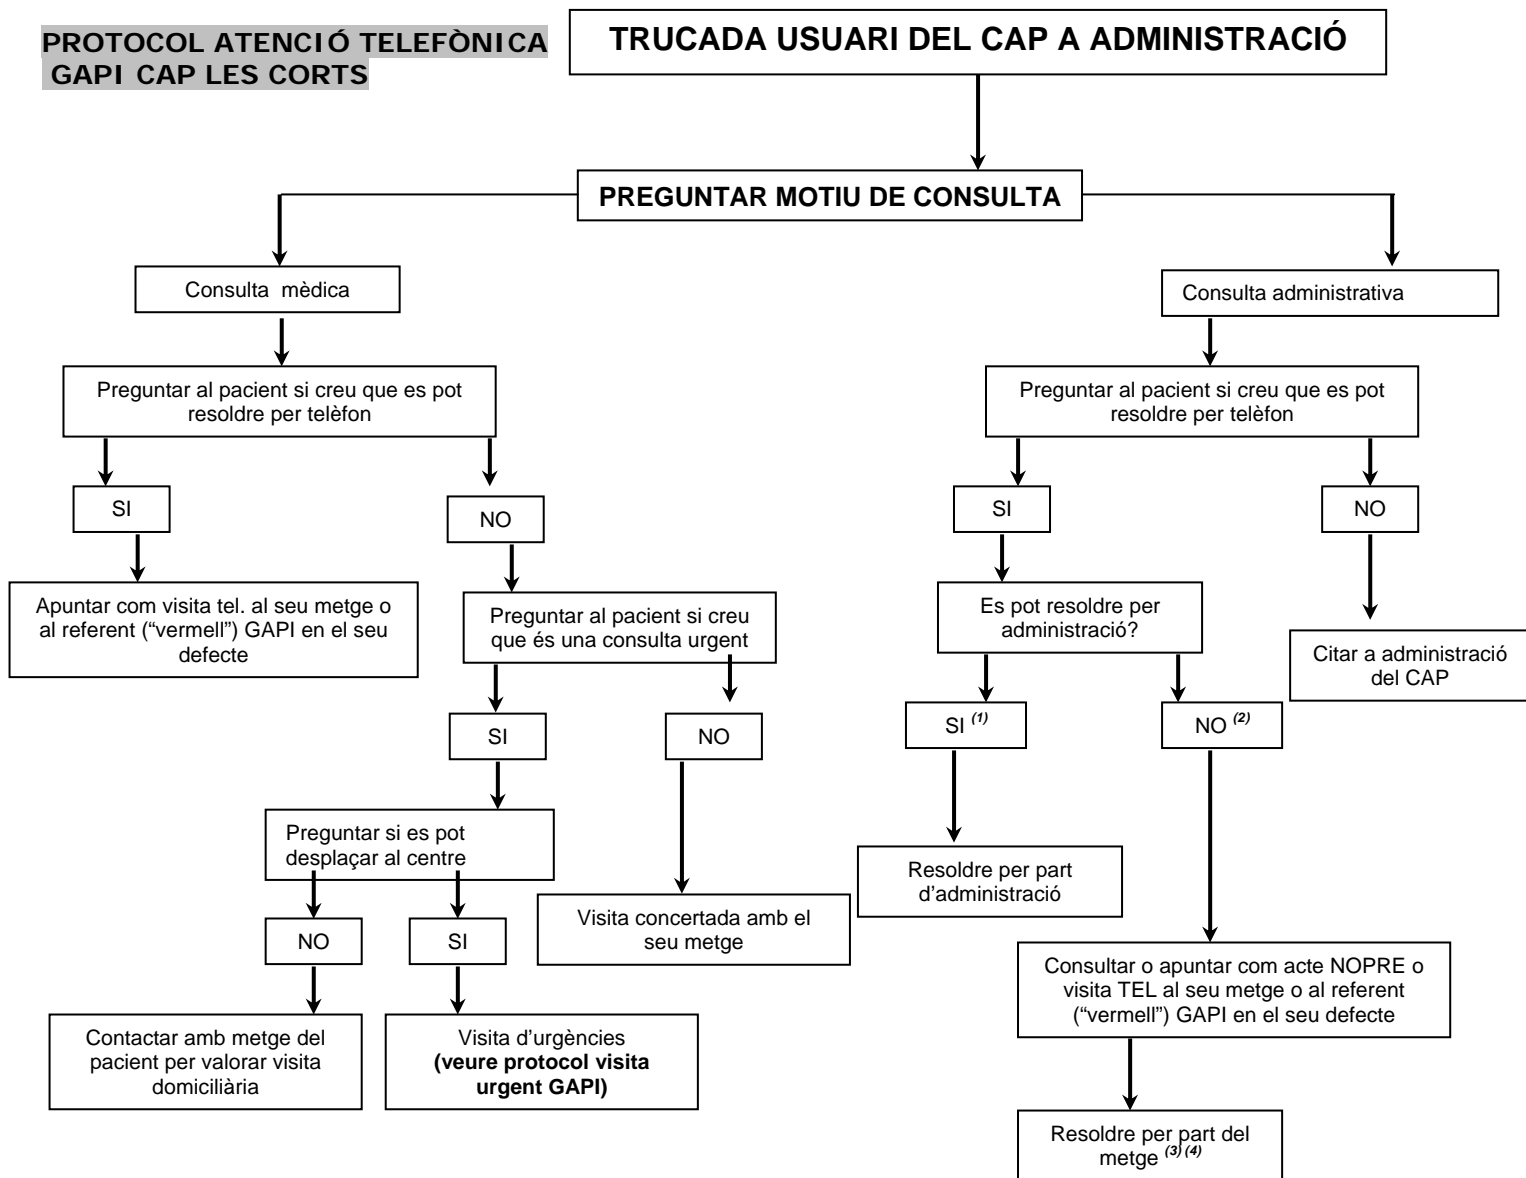 PROTOCOL ATENCIÓ TELEFÒNICA
GAPI CAP LES CORTS
TRUCADA USUARI DEL CAP A ADMINISTRACIÓ
PREGUNTAR MOTIU DE CONSULTA
Consulta mèdica
Consulta administrativa
Preguntar al pacient si creu que es pot
resoldre per telèfon
Preguntar al pacient si creu que es pot
resoldre per telèfon
SI
NO
SI
NO
Apuntar com visita tel. al seu metge o
al referent (“vermell”) GAPI en el seu
defecte
Preguntar al pacient si creu
que és una consulta urgent
Es pot resoldre per
administració?
Citar a administració
del CAP
SI
NO
SI (1)
NO (2)
Preguntar si es pot
desplaçar al centre
Visita concertada amb el
seu metge
Resoldre per part
d’administració
NO
SI
Consultar o apuntar com acte NOPRE o
visita TEL al seu metge o al referent
(“vermell”) GAPI en el seu defecte
Contactar amb metge del
pacient per valorar visita
domiciliària
Visita d’urgències
(veure protocol visita
urgent GAPI)
Resoldre per part del
metge (3) (4)